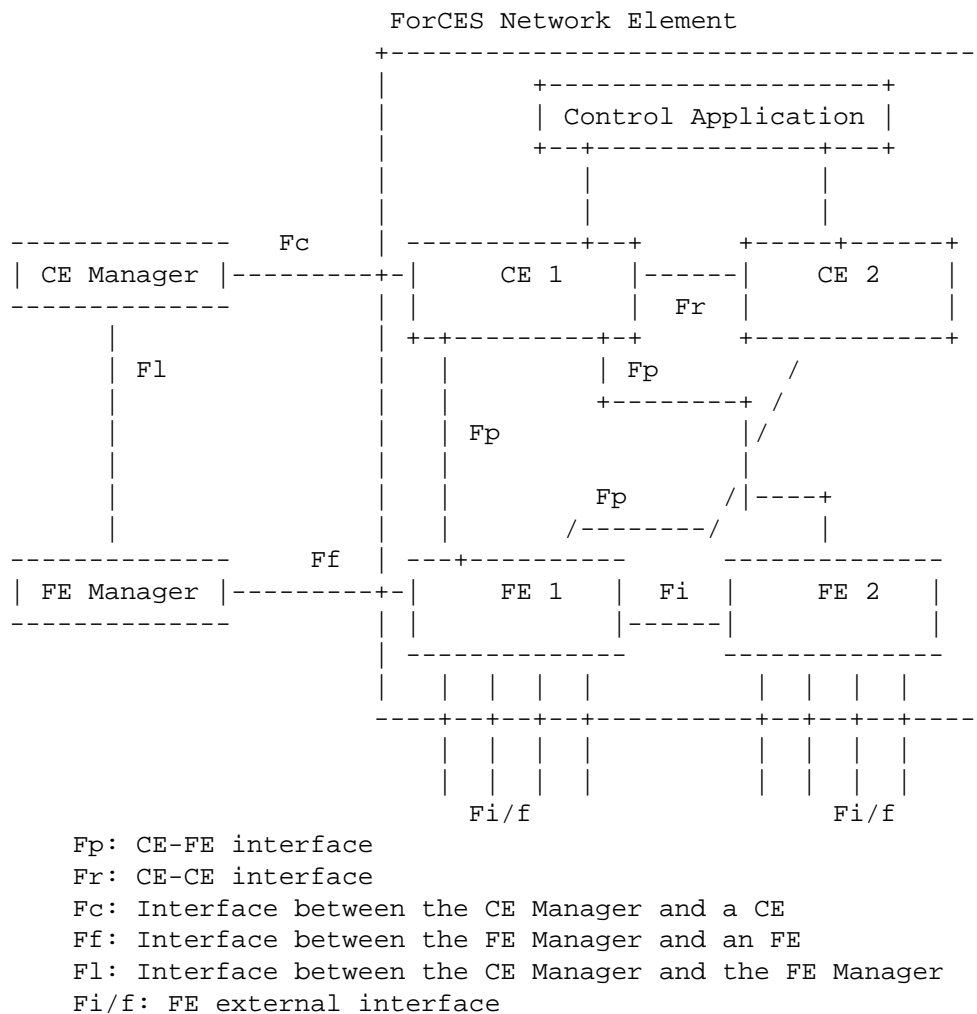 ForCES Network Element
Control Application
Fc
CE Manager CE 1 CE 2
Fr
Fl Fp
Fp
Fp
Ff
FE Manager FE 1 Fi FE 2
Fi/f Fi/f
Fp: CE-FE interface
Fr: CE-CE interface
Fc: Interface between the CE Manager and a CE
Ff: Interface between the FE Manager and an FE
Fl: Interface between the CE Manager and the FE Manager
Fi/f: FE external interface